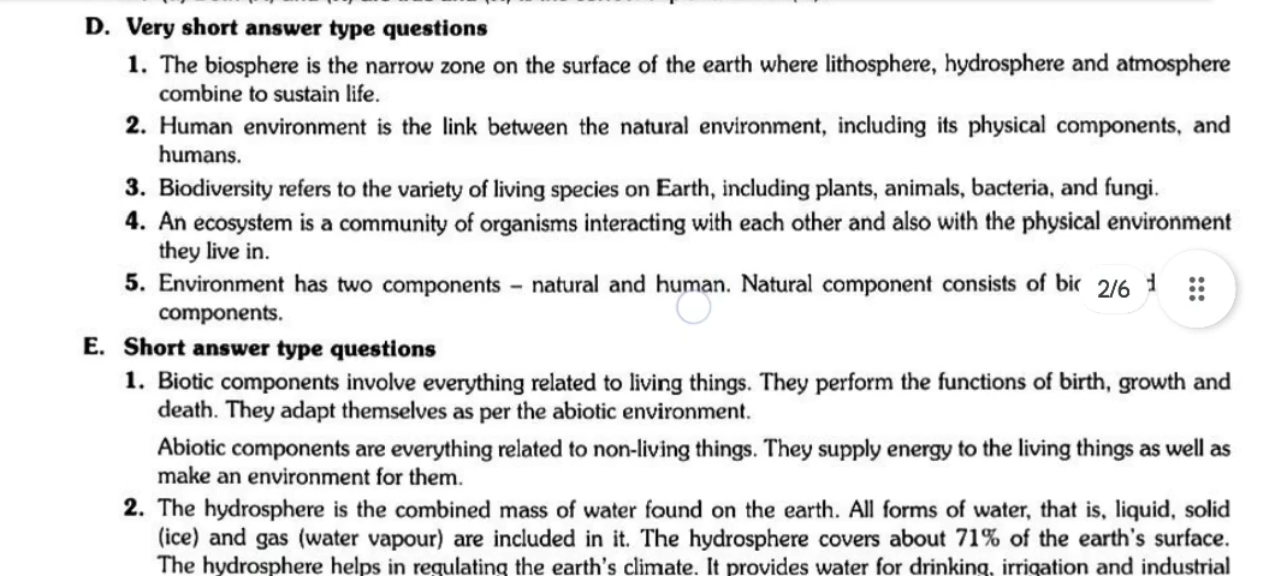 D. Very short answer type questions
1. The biosphere is the narrow zone on the surface of the earth where lithosphere, hydrosphere and atmosphere
combine to sustain life.
2. Human environment is the link between the natural environment, including its physical components, and
humans.
3. Biodiversity refers to the variety of living species on Earth, including plants, animals, bacteria, and fungi.
4. An ecosystem is a community of organisms interacting with each other and also with the physical environment
they live in.
5. Environment has two components – natural and human. Natural component consists of
2/6
components.
E. Short answer type questions
1. Biotic components involve everything related to living things. They perform the functions of birth, growth and
death. They adapt themselves as per the abiotic environment.
Abiotic components are everything related to non-living things. They supply energy to the living things as well as
make an environment for them.
2. The hydrosphere is the combined mass of water found on the earth. All forms of water, that is, liquid, solid
(ice) and gas (water vapour) are included in it. The hydrosphere covers about 71% of the earth's surface.
The hydrosphere helps in regulating the earth's climate. It provides water for drinking, irrigation and industrial